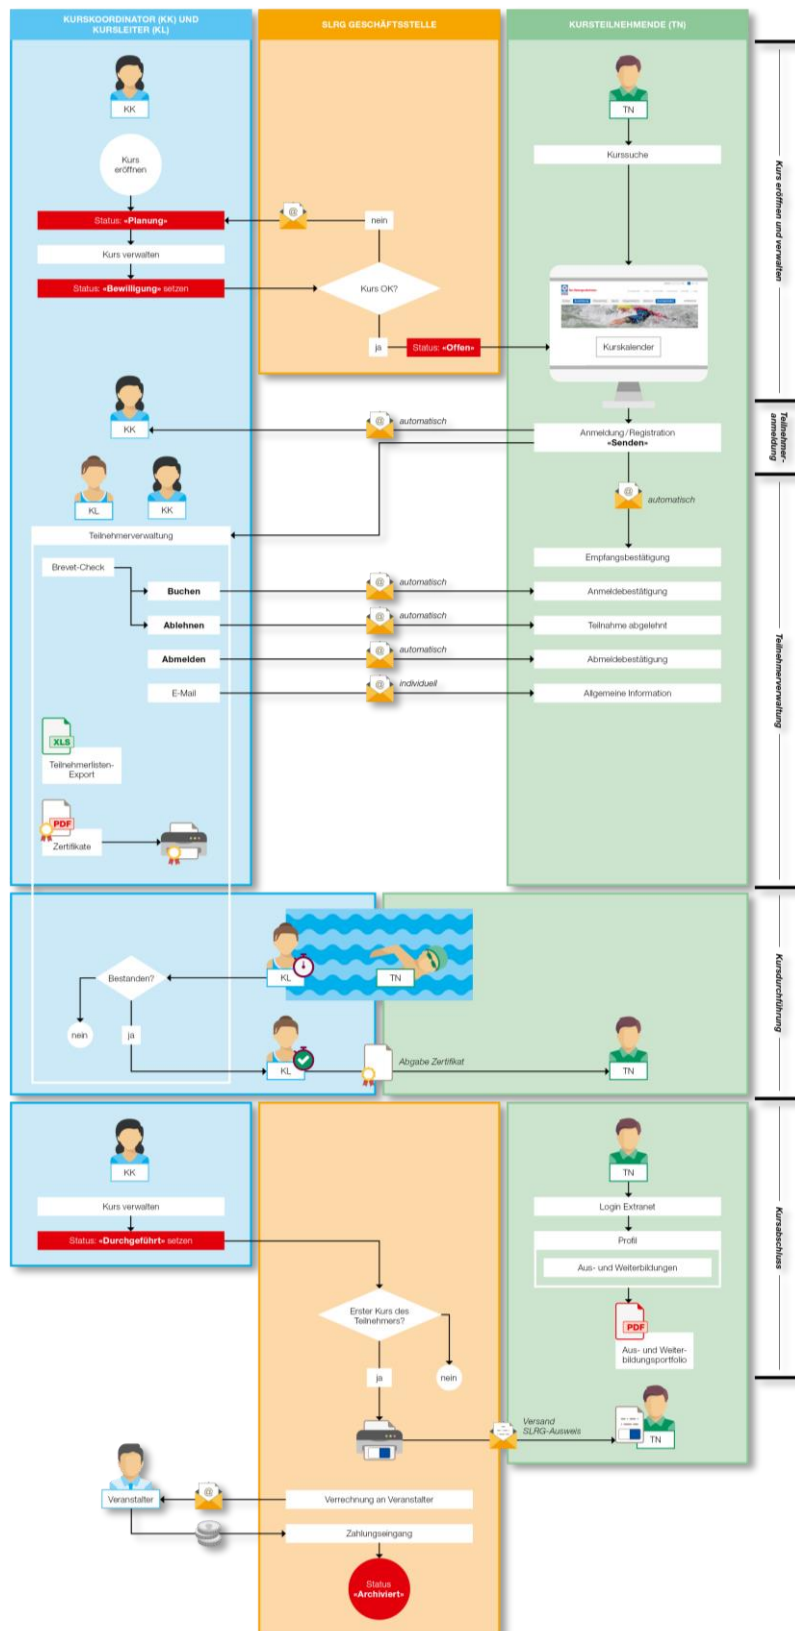 KURSKOORDINATOR (KK) UND
KURSLEITER (KL)
SLRG GESCHÄFTSSTELLE
KURSTEILNEHMENDE (TN)
KK
TN
Kurs
eröffnen
Kurssuche
Status: «Planung»
@
nein
Kurs verwalten
Status: «Bewilligung» setzen
Kurs OK?
ja
Status: «Offen»
Kurskalender
Kurs eröffnen und verwalten
KK
@
automatisch
Anmeldung/Registration
«Senden»
Teilnehmer-
anmeldung
KL
KK
@
automatisch
Teilnehmerverwaltung
Empfangsbestätigung
Brevet-Check
Buchen
@
automatisch
Anmeldebestätigung
Ablehnen
@
automatisch
Teilnahme abgelehnt
Abmelden
@
automatisch
Abmeldebestätigung
E-Mail
@
individuell
Allgemeine Information
Teilnehmerverwaltung
XLS
Teilnehmerlisten-
Export
PDF
Zertifikate
KL
TN
Bestanden?
nein
ja
KL
Abgabe Zertifikat
TN
Kursdurchführung
KK
TN
Kurs verwalten
Login Extranet
Status: «Durchgeführt» setzen
Profil
Aus- und Weiterbildungen
Erster Kurs des
Teilnehmers?
PDF
Aus- und Weiter-
bildungsportfolio
ja
nein
Kursabschluss
Versand
SLRG-Ausweis
TN
Veranstalter
@
Verrechnung an Veranstalter
Zahlungseingang
Status
«Archiviert»